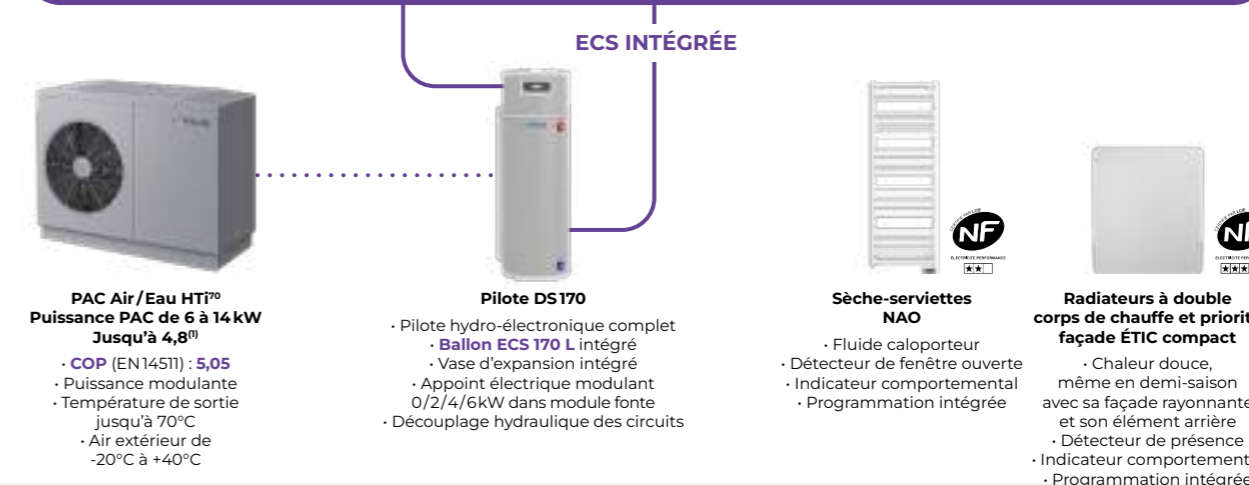 ECS INTÉGRÉE
PAC Air/Eau HTi⁷⁰
Puissance PAC de 6 à 14 kW
Jusqu'à 4,8⁽¹⁾
· COP (EN 14511) : 5,05
· Puissance modulante
· Température de sortie
jusqu'à 70°C
· Air extérieur de
-20°C à +40°C
Pilote DS 170
· Pilote hydro-électronique complet
· Ballon ECS 170 L intégré
· Vase d'expansion intégré
· Appoint électrique modulant
0/2/4/6kW dans module fonte
· Découplage hydraulique des circuits
NF
ELECTRICITE PERFORMANCE
Sèche-serviettes
NAO
· Fluide caloporteur
· Détecteur de fenêtre ouverte
· Indicateur comportemental
· Programmation intégrée
Radiateurs à double
corps de chauffe et priorit
façade ÉTIC compact
· Chaleur douce,
même en demi-saison
avec sa façade rayonnante
et son élément arrière
· Détecteur de présence
· Indicateur comportement
· Programmation intégrée